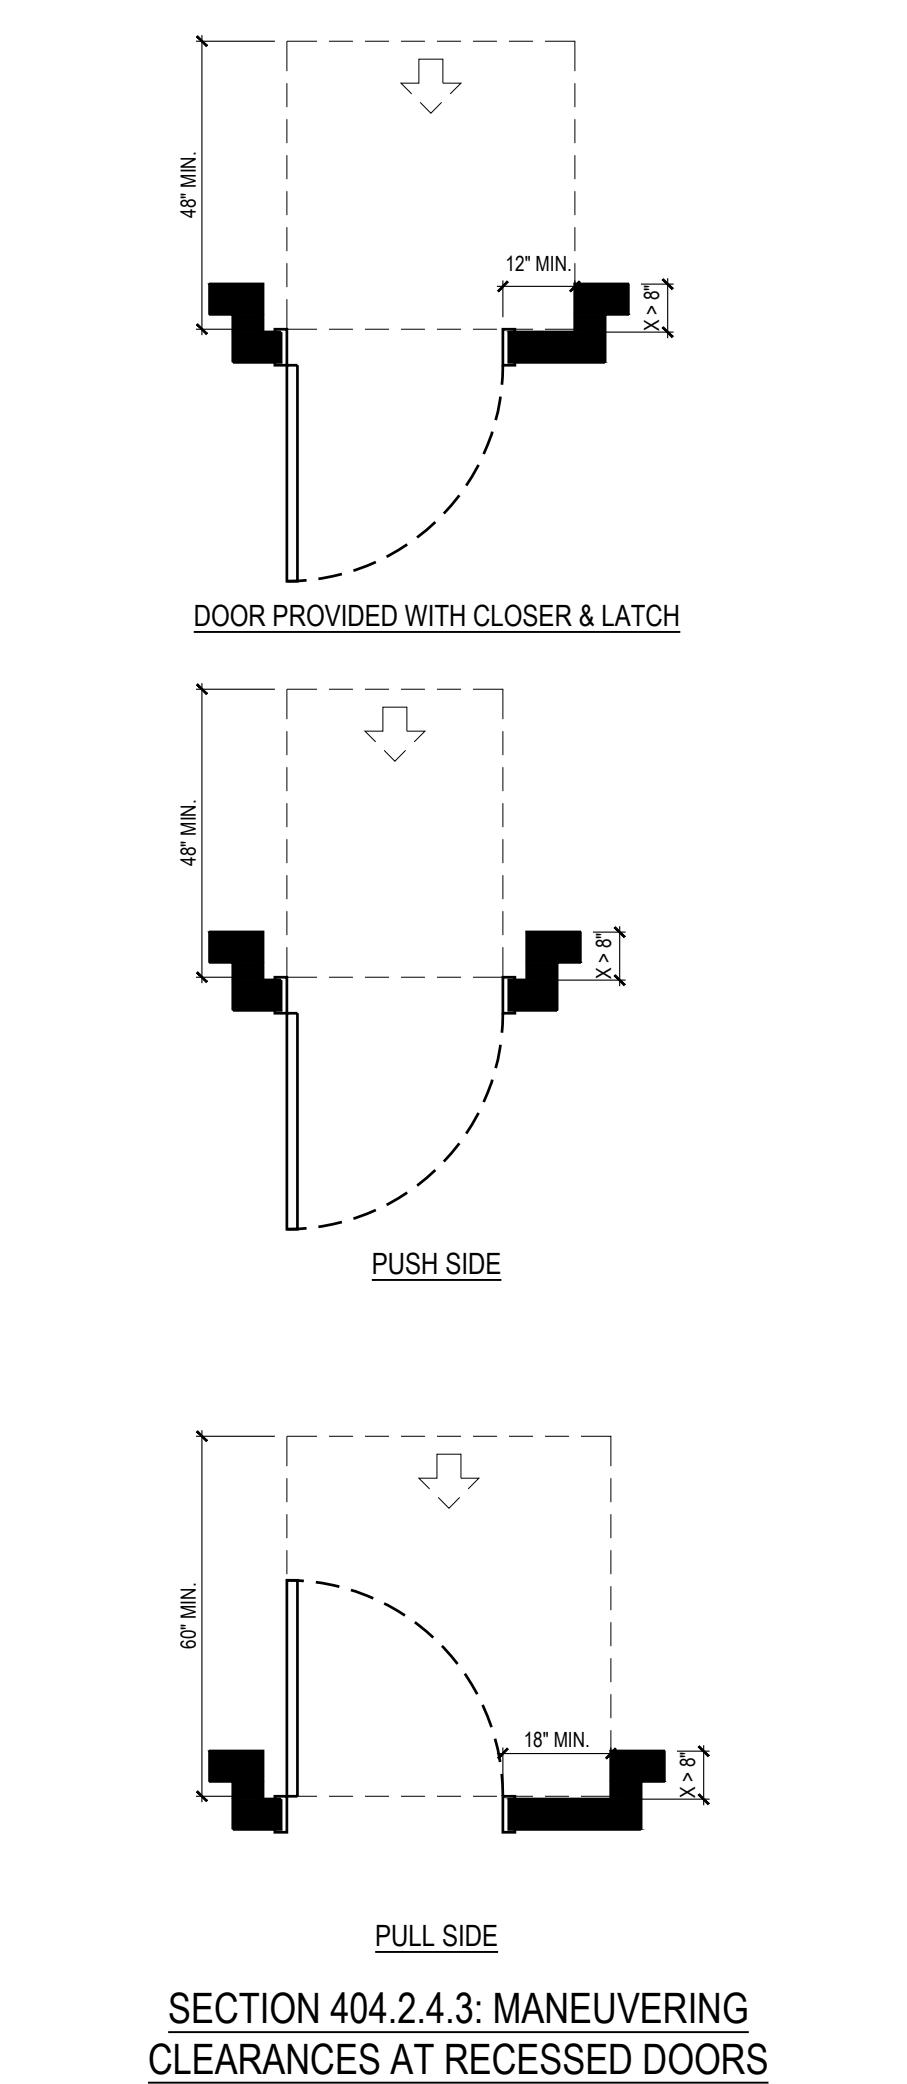 48" MIN.
12" MIN.
X > 8"
DOOR PROVIDED WITH CLOSER & LATCH
48" MIN.
X > 8"
PUSH SIDE
60" MIN.
18" MIN.
X > 8"
PULL SIDE
SECTION 404.2.4.3: MANEUVERING
CLEARANCES AT RECESSED DOORS